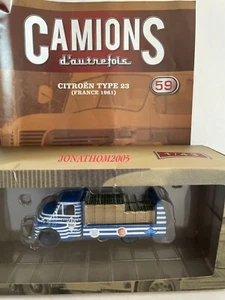 CAMIONS
d'autrefois
CITROËN TYPE 23
(FRANCE 1961)
59
JONATHOM2005